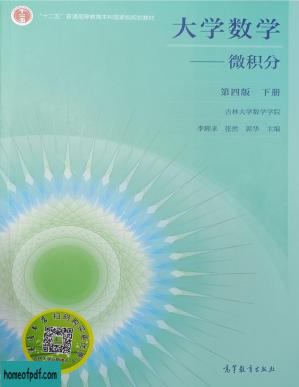 "十二五"普通高等教育本科国家级规划教材
大学数学
——微积分
第四版 下册
吉林大学数学学院
李辉来 张然 郭华 主编
homeofpdf.com
高等教育出版社